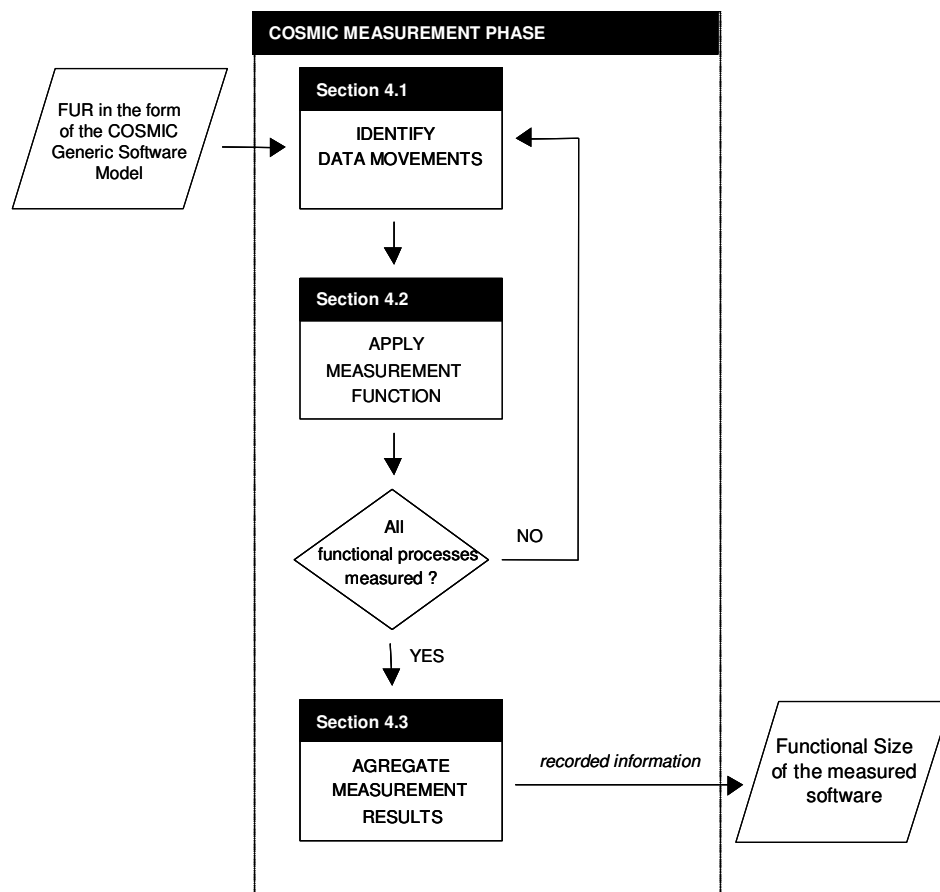 COSMIC MEASUREMENT PHASE
FUR in the form
of the COSMIC
Generic Software
Model
Section 4.1
IDENTIFY
DATA MOVEMENTS
Section 4.2
APPLY
MEASUREMENT
FUNCTION
All
functional processes
measured ?
NO
YES
Section 4.3
AGREGATE
MEASUREMENT
RESULTS
recorded information
Functional Size
of the measured
software